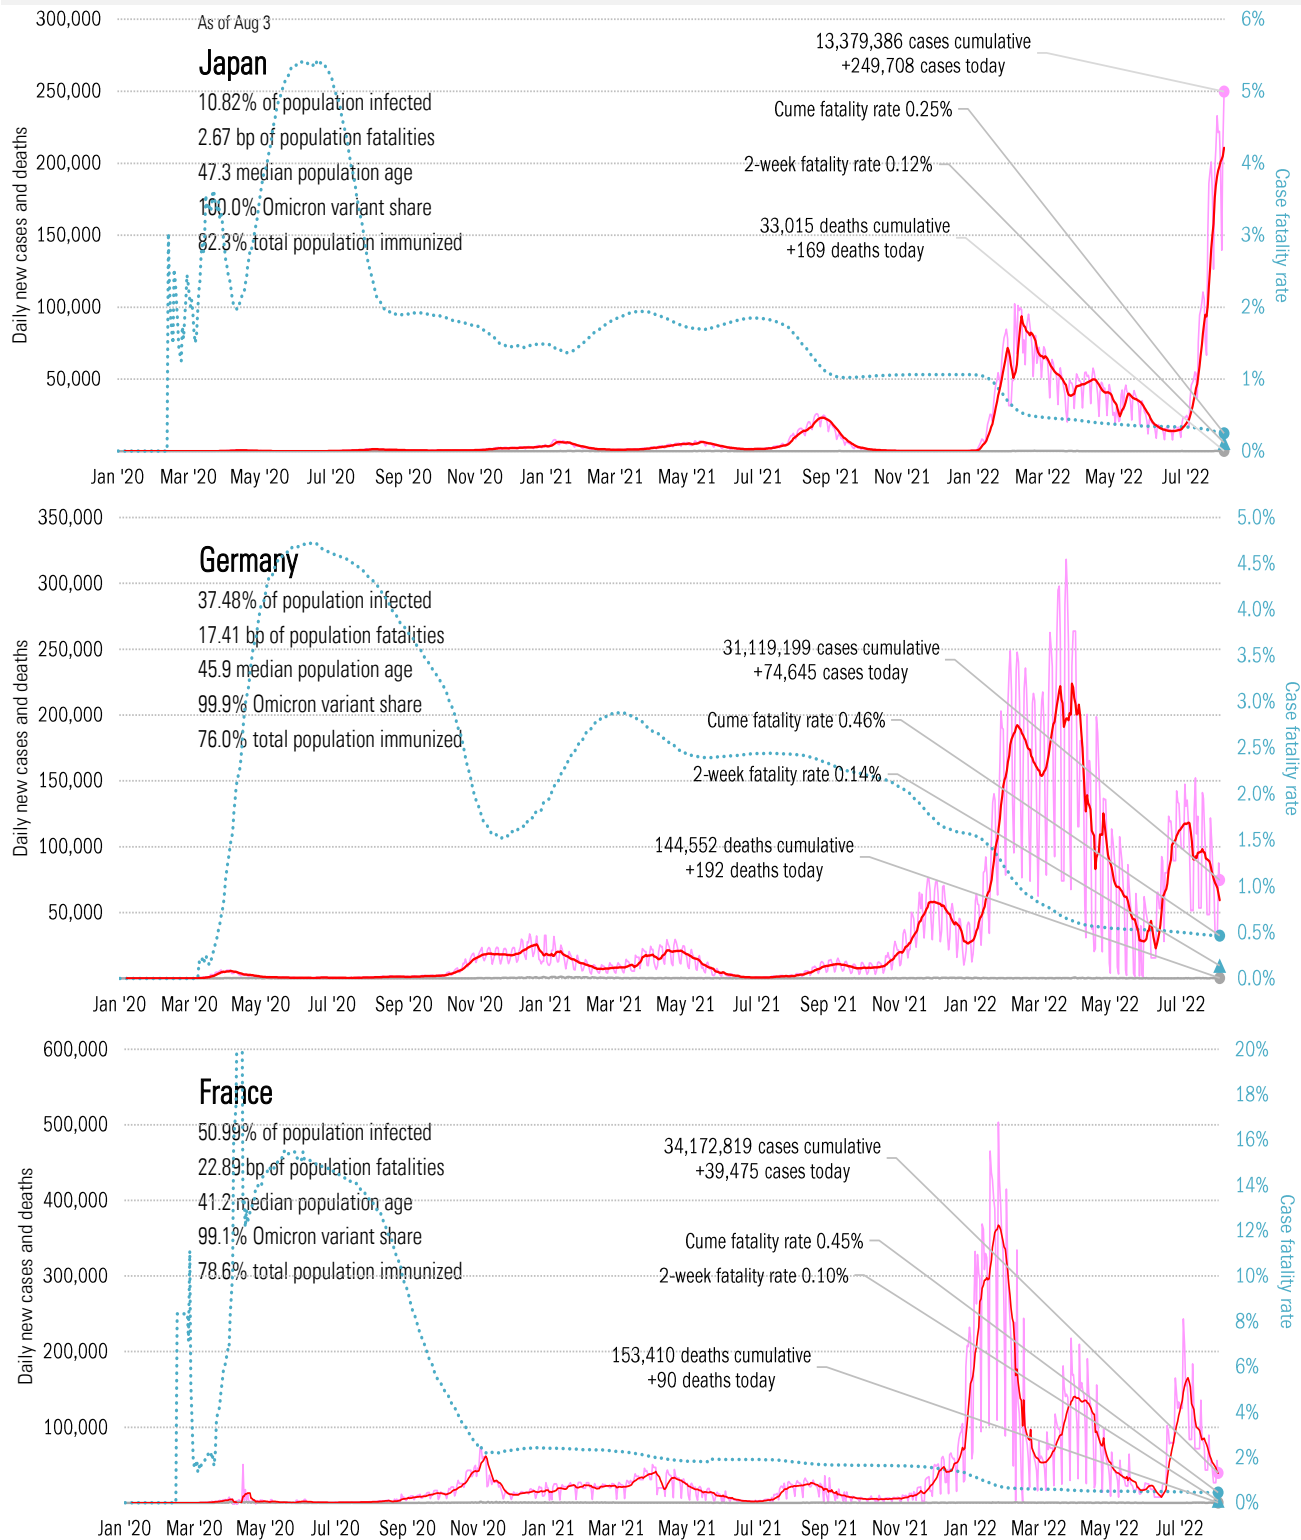 300,000
As of Aug 3
6%
Japan
13,379,386 cases cumulative
+249,708 cases today
250,000
5%
10.82% of population infected
Cume fatality rate 0.25%
2.67 bp of population fatalities
200,000
2-week fatality rate 0.12%
4%
47.3 median population age
100.0% Omicron variant share
150,000
33,015 deaths cumulative
+169 deaths today
3%
82.3% total population immunized
Daily new cases and deaths
Case fatality rate
100,000
2%
50,000
1%
0%
Jan '20 Mar '20 May '20 Jul '20 Sep '20 Nov '20 Jan '21 Mar '21 May '21 Jul '21 Sep '21 Nov '21 Jan '22 Mar '22 May '22 Jul '22
350,000
5.0%
Germany
4.5%
300,000
37.48% of population infected
4.0%
17.41 bp of population fatalities
250,000
31,119,199 cases cumulative
+74,645 cases today
3.5%
45.9 median population age
99.9% Omicron variant share
200,000
Cume fatality rate 0.46%
3.0%
76.0% total population immunized
2.5%
150,000
2-week fatality rate 0.14%
2.0%
Daily new cases and deaths
Case fatality rate
100,000
144,552 deaths cumulative
+192 deaths today
1.5%
1.0%
50,000
0.5%
0.0%
Jan '20 Mar '20 May '20 Jul '20 Sep '20 Nov '20 Jan '21 Mar '21 May '21 Jul '21 Sep '21 Nov '21 Jan '22 Mar '22 May '22 Jul '22
600,000
20%
France
18%
500,000
50.99% of population infected
34,172,819 cases cumulative
+39,475 cases today
16%
22.89 bp of population fatalities
400,000
41.2 median population age
14%
99.1% Omicron variant share
Cume fatality rate 0.45%
12%
300,000
78.6% total population immunized
2-week fatality rate 0.10%
10%
Daily new cases and deaths
Case fatality rate
8%
200,000
153,410 deaths cumulative
+90 deaths today
6%
100,000
4%
2%
0%
Jan '20 Mar '20 May '20 Jul '20 Sep '20 Nov '20 Jan '21 Mar '21 May '21 Jul '21 Sep '21 Nov '21 Jan '22 Mar '22 May '22 Jul '22